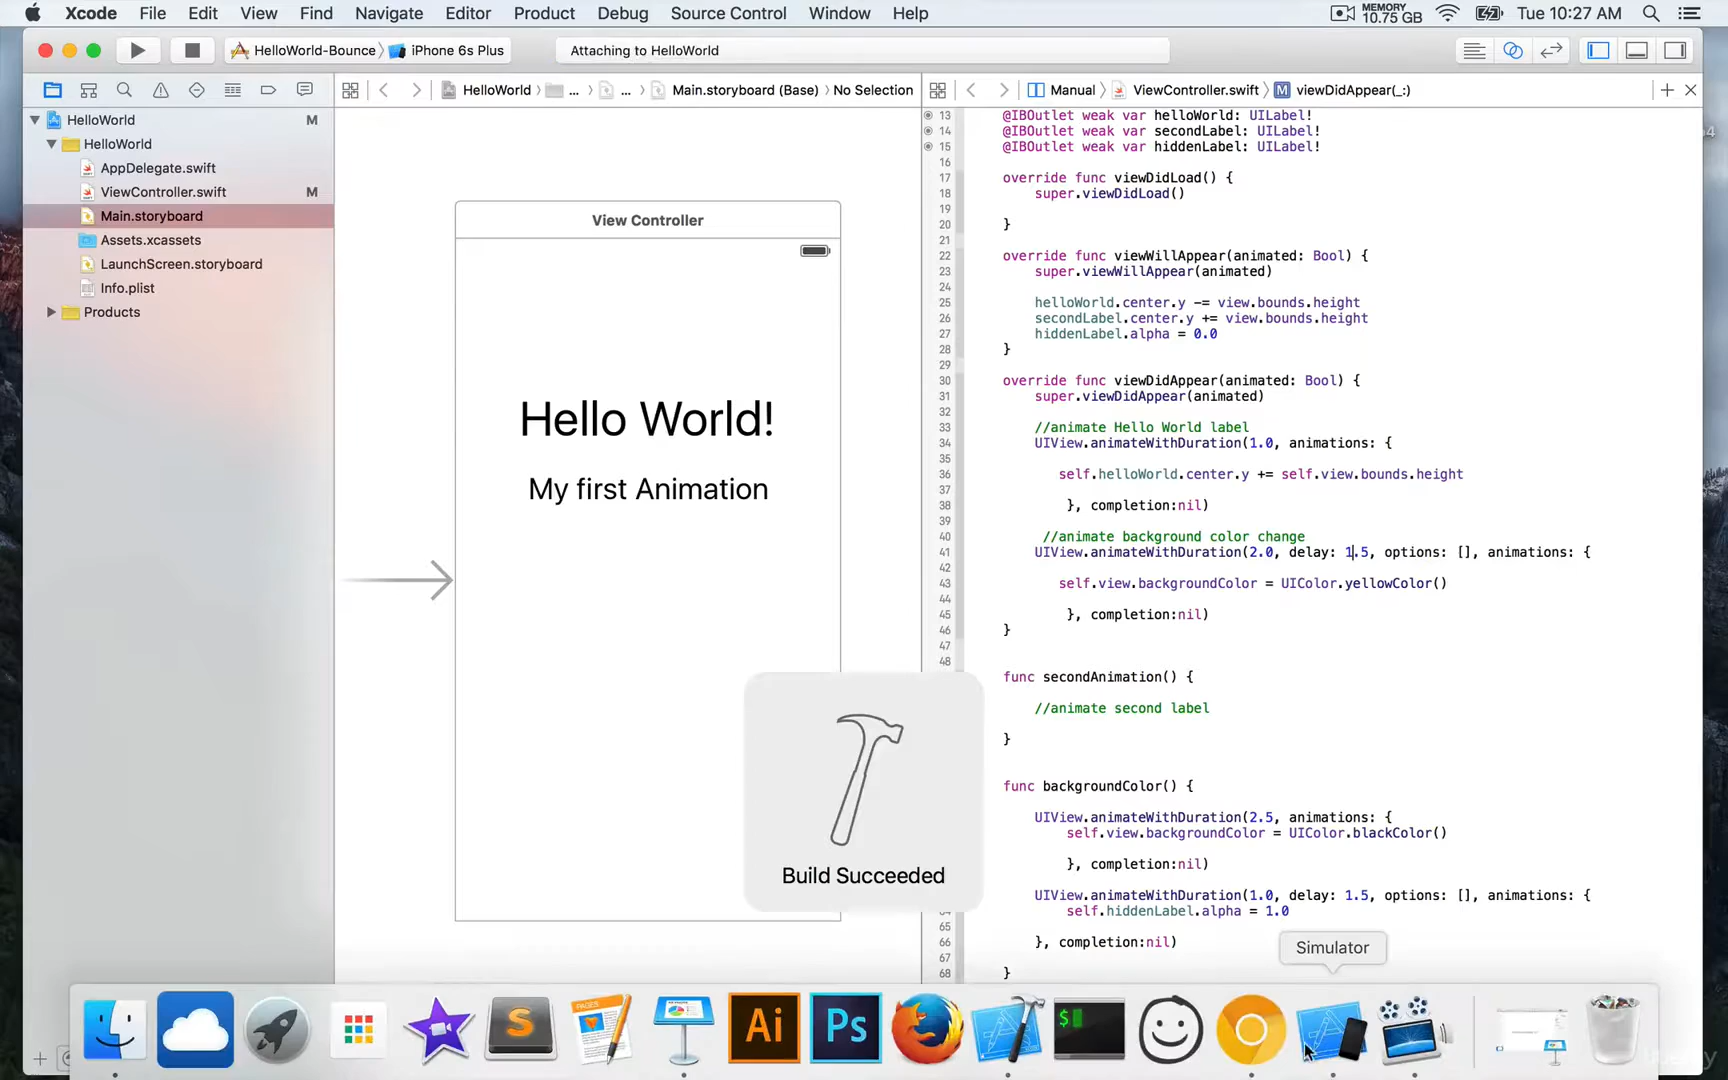 Xcode File Edit View Find Navigate Editor Product Debug Source Control Window Help MEMORY 10.75 GB Tue 10:27 AM
HelloWorld-Bounce iPhone 6s Plus Attaching to HelloWorld
HelloWorld ... ... Main.storyboard (Base) No Selection
Manual ViewController.swift M viewDidAppear(_:)
HelloWorld M
HelloWorld
AppDelegate.swift
ViewController.swift M
Main.storyboard
Assets.xcassets
LaunchScreen.storyboard
Info.plist
Products
View Controller
Hello World!
My first Animation
13 @IBOutlet weak var helloWorld: UILabel!
14 @IBOutlet weak var secondLabel: UILabel!
15 @IBOutlet weak var hiddenLabel: UILabel!
16
17 override func viewDidLoad() {
18 super.viewDidLoad()
19
20 }
21
22 override func viewWillAppear(animated: Bool) {
23 super.viewWillAppear(animated)
24
25 helloWorld.center.y -= view.bounds.height
26 secondLabel.center.y += view.bounds.height
27 hiddenLabel.alpha = 0.0
28 }
29
30 override func viewDidAppear(animated: Bool) {
31 super.viewDidAppear(animated)
32
33 //animate Hello World label
34 UIView.animateWithDuration(1.0, animations: {
35
36 self.helloWorld.center.y += self.view.bounds.height
37
38 }, completion:nil)
39
40 //animate background color change
41 UIView.animateWithDuration(2.0, delay: 1.5, options: [], animations: {
42
43 self.view.backgroundColor = UIColor.yellowColor()
44
45 }, completion:nil)
46 }
47
48
func secondAnimation() {
//animate second label
}
func backgroundColor() {
UIView.animateWithDuration(2.5, animations: {
self.view.backgroundColor = UIColor.blackColor()
}, completion:nil)
UIView.animateWithDuration(1.0, delay: 1.5, options: [], animations: {
self.hiddenLabel.alpha = 1.0
65
66 }, completion:nil)
67
68 }
Build Succeeded
Simulator
S
PAGES
Ai
Ps
$